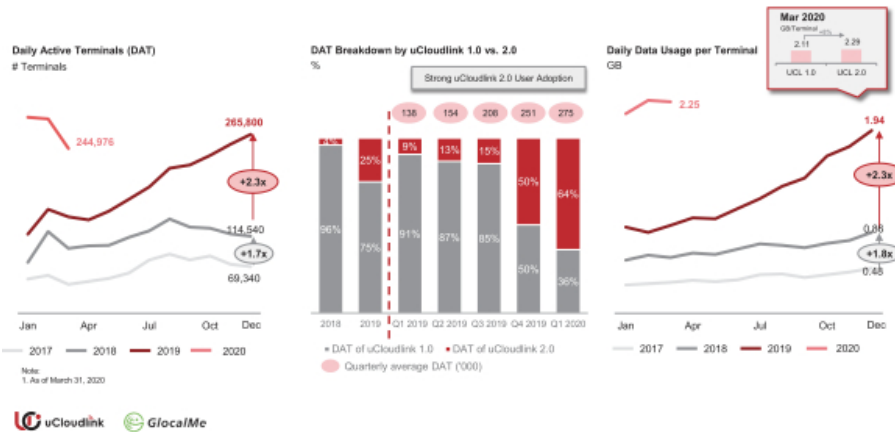 Mar 2020
GB/Terminal
2.11
2.29
UCL 1.0
UCL 2.0
Daily Active Terminals (DAT)
# Terminals
244,976
265,800
+2.3x
114,540
+1.7x
69,340
Jan
Apr
Jul
Oct
Dec
2017
2018
2019
2020
Note:
1. As of March 31, 2020
DAT Breakdown by uCloudlink 1.0 vs. 2.0
%
Strong uCloudlink 2.0 User Adoption
138
154
208
251
275
25%
9%
13%
15%
50%
64%
96%
75%
91%
87%
85%
50%
36%
2018
2019
Q1 2019
Q2 2019
Q3 2019
Q4 2019
Q1 2020
DAT of uCloudlink 1.0
DAT of uCloudlink 2.0
Quarterly average DAT ('000)
Daily Data Usage per Terminal
GB
2.25
1.94
+2.3x
+1.8x
0.48
Jan
Apr
Jul
Oct
Dec
2017
2018
2019
2020
uCloudlink
GlocalMe